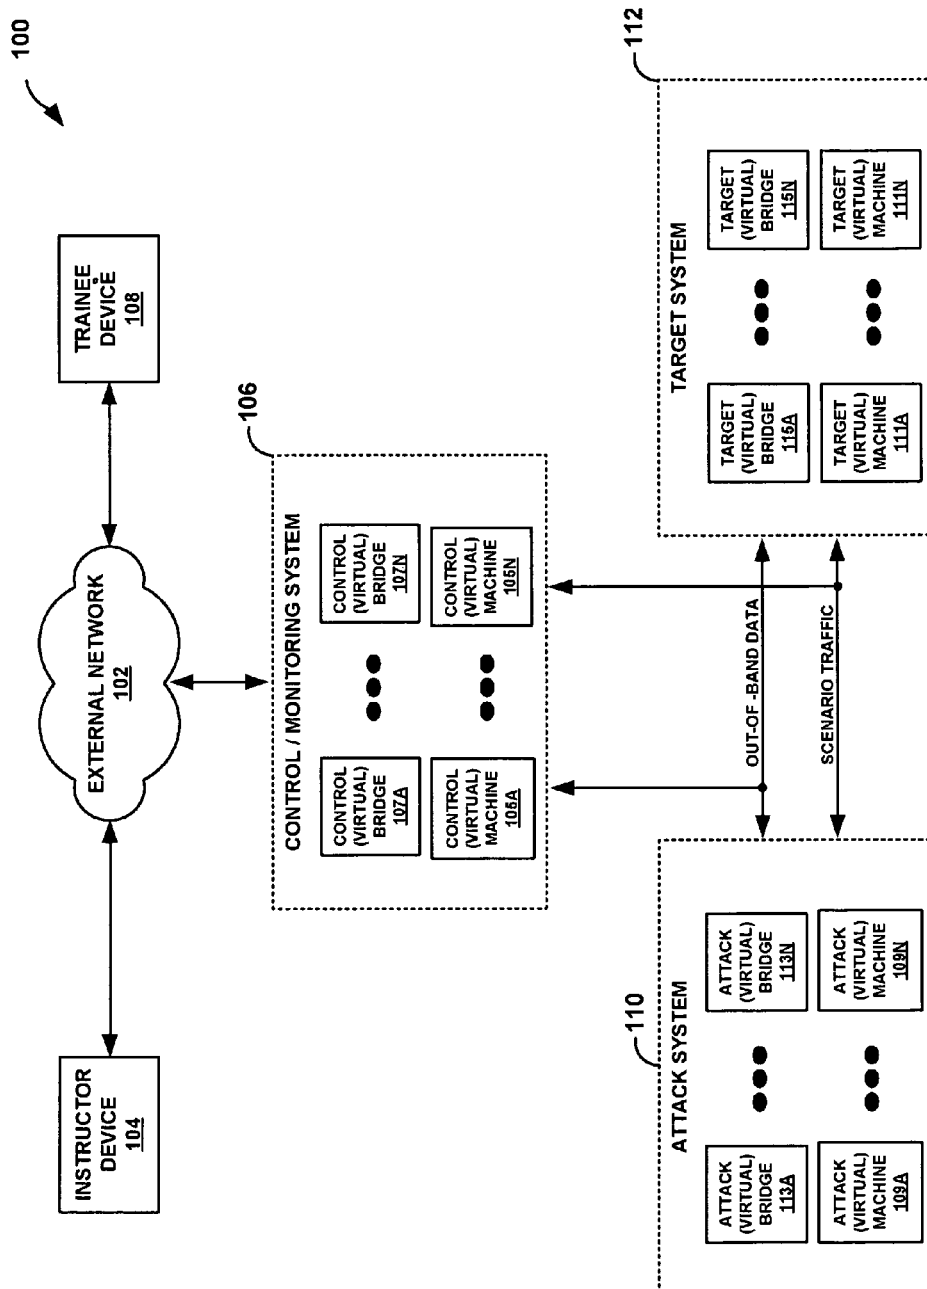 100
INSTRUCTOR
DEVICE
104
EXTERNAL NETWORK
102
TRAINEE
DEVICE
108
106
CONTROL / MONITORING SYSTEM
CONTROL
(VIRTUAL)
BRIDGE
107A
CONTROL
(VIRTUAL)
BRIDGE
107N
CONTROL
(VIRTUAL)
MACHINE
105A
CONTROL
(VIRTUAL)
MACHINE
105N
110
ATTACK SYSTEM
ATTACK
(VIRTUAL)
BRIDGE
113A
ATTACK
(VIRTUAL)
BRIDGE
113N
ATTACK
(VIRTUAL)
MACHINE
109A
ATTACK
(VIRTUAL)
MACHINE
109N
OUT-OF -BAND DATA
SCENARIO TRAFFIC
112
TARGET SYSTEM
TARGET
(VIRTUAL)
BRIDGE
115A
TARGET
(VIRTUAL)
BRIDGE
115N
TARGET
(VIRTUAL)
MACHINE
111A
TARGET
(VIRTUAL)
MACHINE
111N